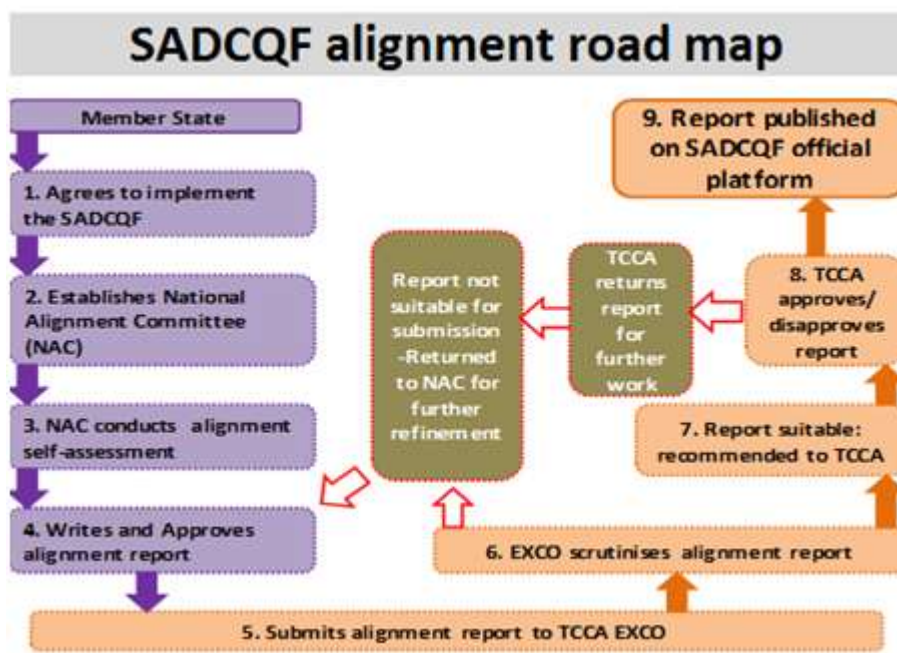 SADCQF alignment road map
Member State
1. Agrees to implement
the SADCQF
2. Establishes National
Alignment Committee
(NAC)
3. NAC conducts alignment
self-assessment
4. Writes and Approves
alignment report
5. Submits alignment report to TCCA EXCO
6. EXCO scrutinises alignment report
7. Report suitable:
recommended to TCCA
8. TCCA
approves/
disapproves
report
9. Report published
on SADCQF official
platform
TCCA
returns
report
for
further
work
Report not
suitable for
submission
-Returned
to NAC for
further
refinement